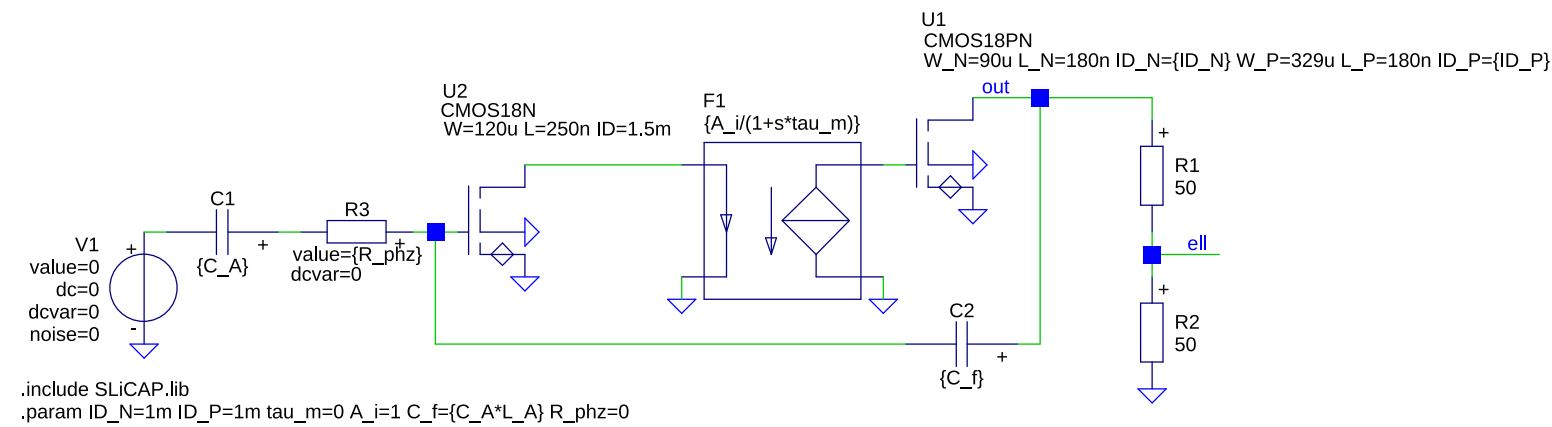 U1
CMOS18PN
W_N=90u L_N=180n ID_N={ID_N} W_P=329u L_P=180n ID_P={ID_P}
out
U2
CMOS18N
W=120u L=250n ID=1.5m
F1
{A_i/(1+s*tau_m)}
+
R1
50
C1
+
{C_A}
R3
+
value={R_phz}
dcvar=0
V1
value=0
dc=0
dcvar=0
noise=0
+
-
ell
+
R2
50
C2
+
{C_f}
.include SLiCAP.lib
.param ID_N=1m ID_P=1m tau_m=0 A_i=1 C_f={C_A*L_A} R_phz=0